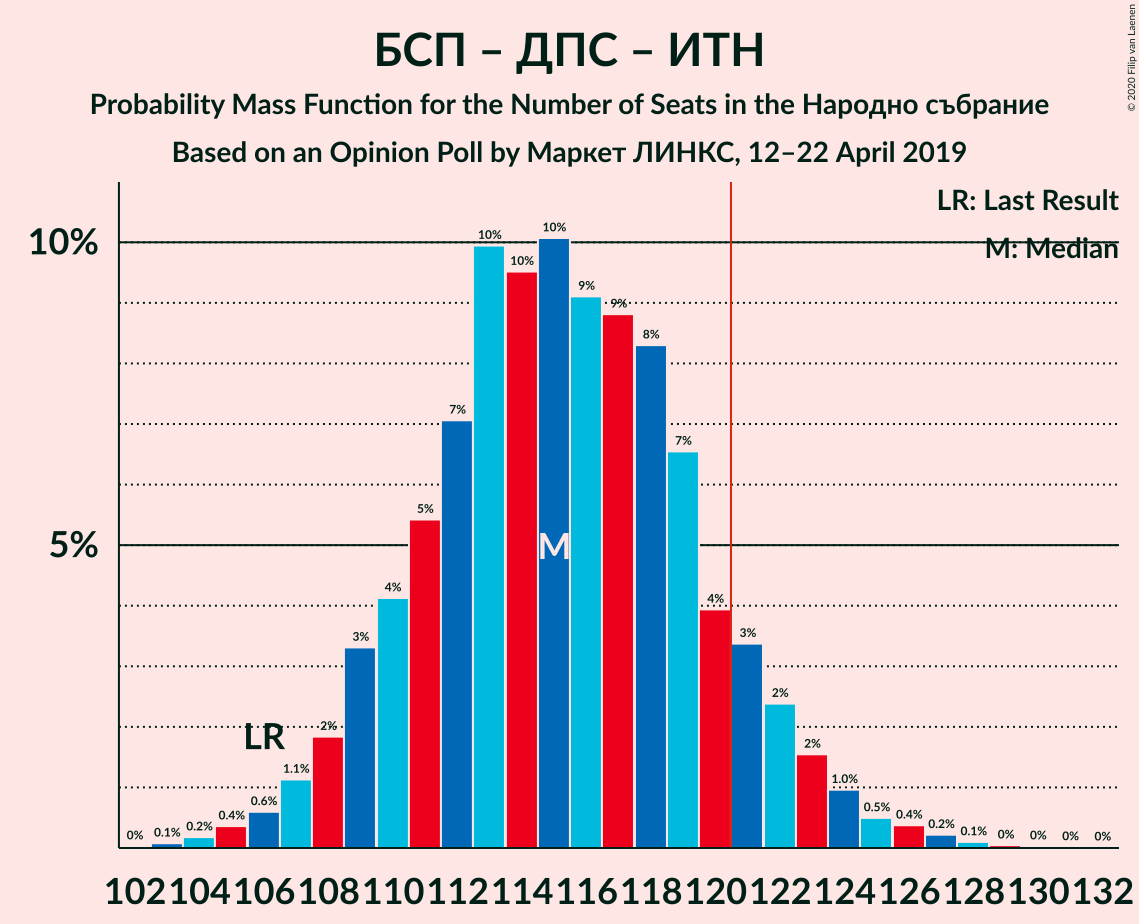 БСП – ДПС – ИТН
Probability Mass Function for the Number of Seats in the Народно събрание
Based on an Opinion Poll by Маркет ЛИНКС, 12–22 April 2019
© 2020 Filip van Laenen
LR: Last Result
M: Median
10%
5%
0% 0.1% 0.2% 0.4% 0.6% 1.1% 2% 3% 4% 5% 7% 10% 10% 10% 9% 9% 8% 7% 4% 3% 2% 2% 1.0% 0.5% 0.4% 0.2% 0.1% 0% 0% 0% 0%
M
LR
102 104 106 108 110 112 114 116 118 120 122 124 126 128 130 132